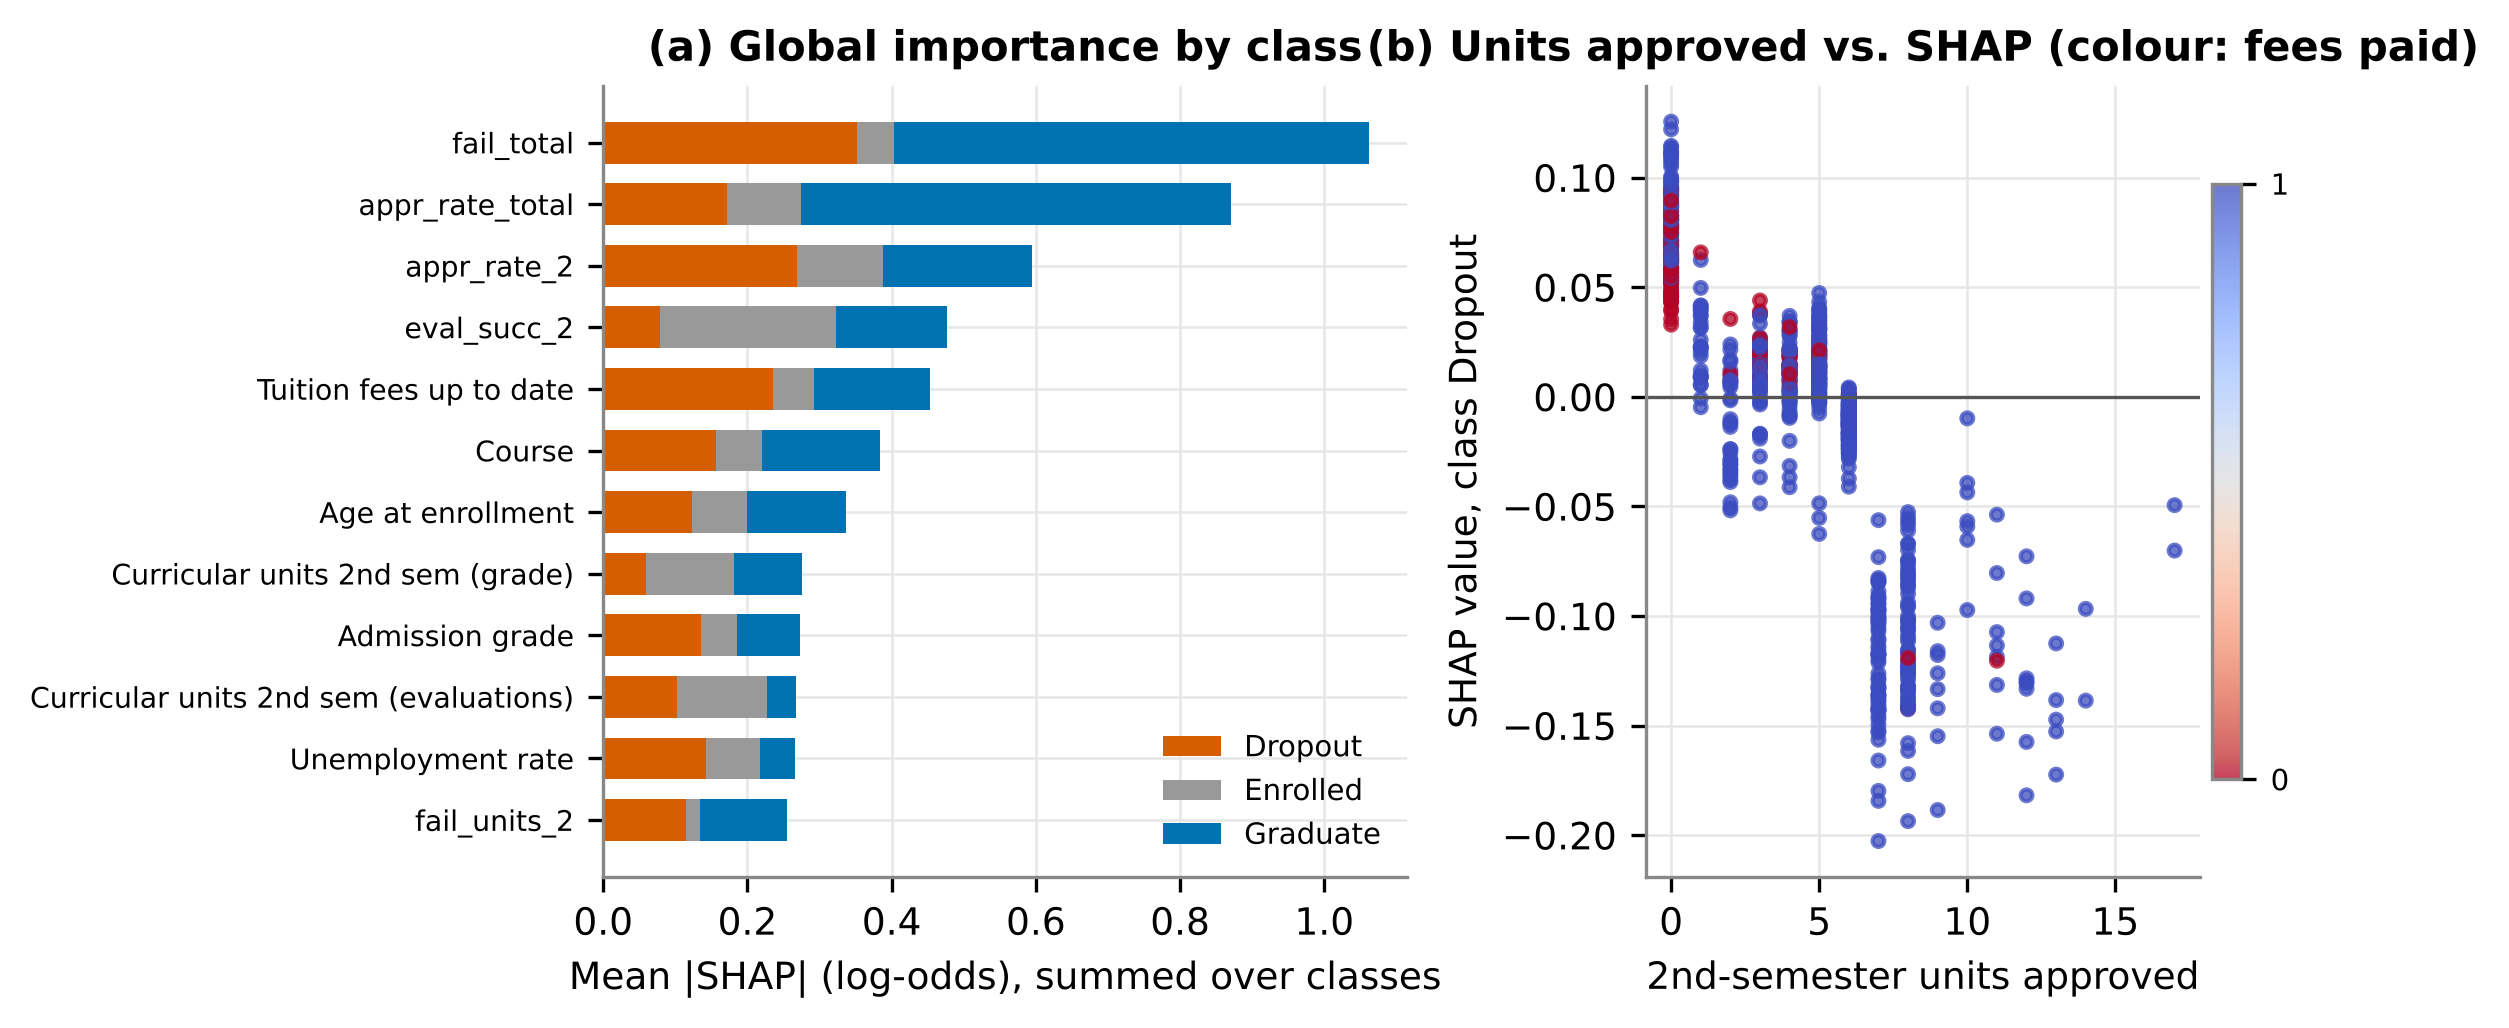 (a) Global importance by class
fail_total
appr_rate_total
appr_rate_2
eval_succ_2
Tuition fees up to date
Course
Age at enrollment
Curricular units 2nd sem (grade)
Admission grade
Curricular units 2nd sem (evaluations)
Unemployment rate
fail_units_2
Dropout
Enrolled
Graduate
0.0 0.2 0.4 0.6 0.8 1.0
Mean |SHAP| (log-odds), summed over classes
(b) Units approved vs. SHAP (colour: fees paid)
SHAP value, class Dropout
0.10
0.05
0.00
−0.05
−0.10
−0.15
−0.20
0 5 10 15
2nd-semester units approved
1
0